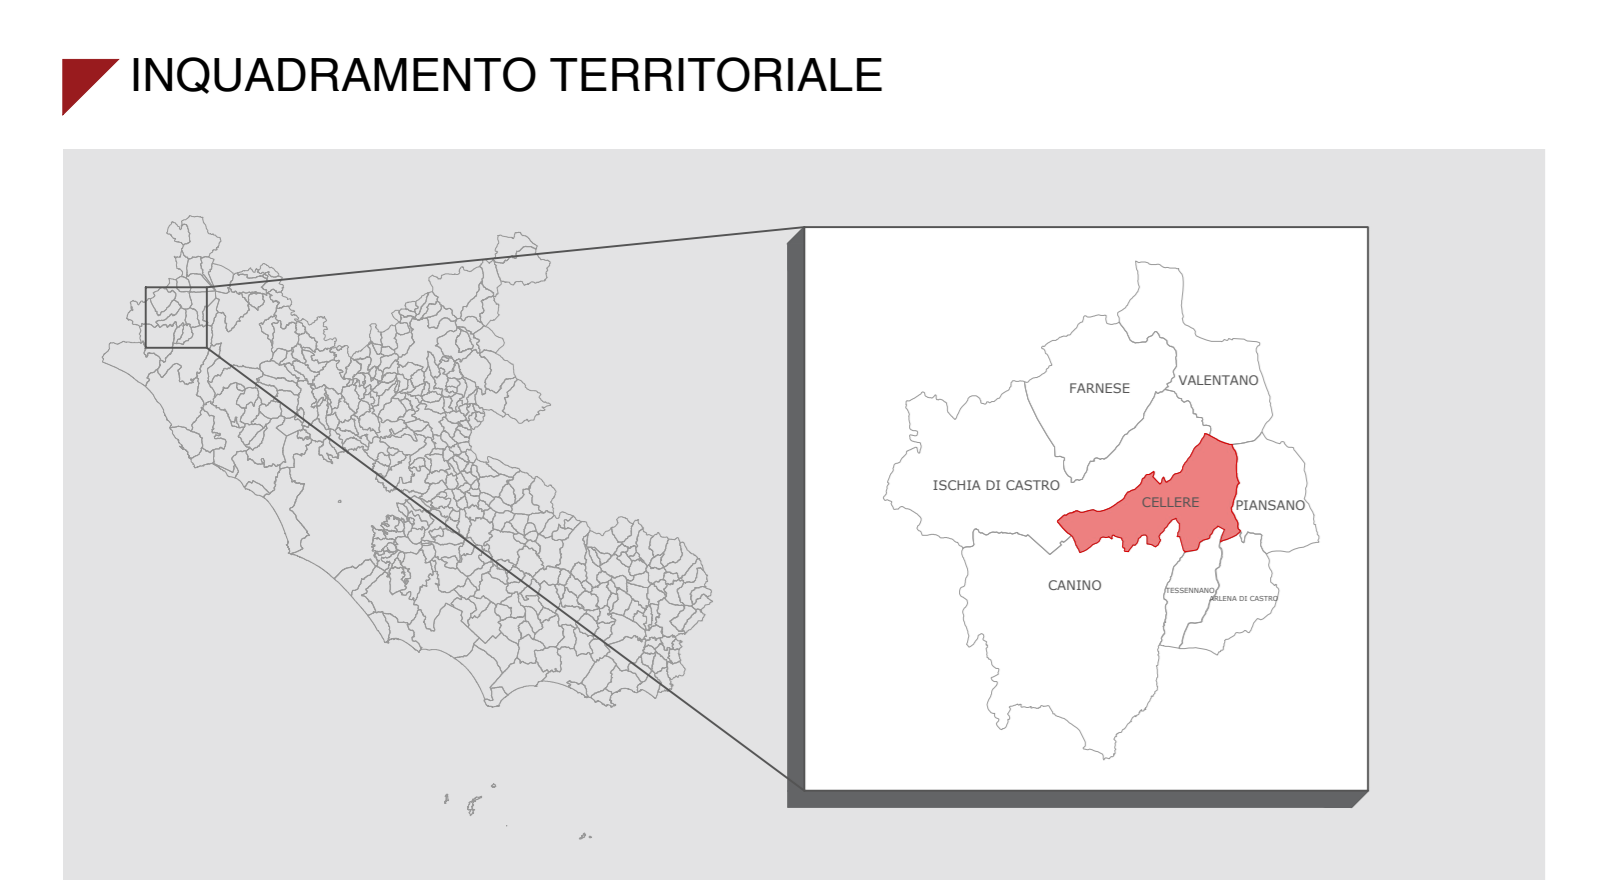 INQUADRAMENTO TERRITORIALE
VALENTANO
FARNESE
ISCHIA DI CASTRO
CELLERE
PIANSANO
CANINO
TESSENNANO
ARLENA DI CASTRO